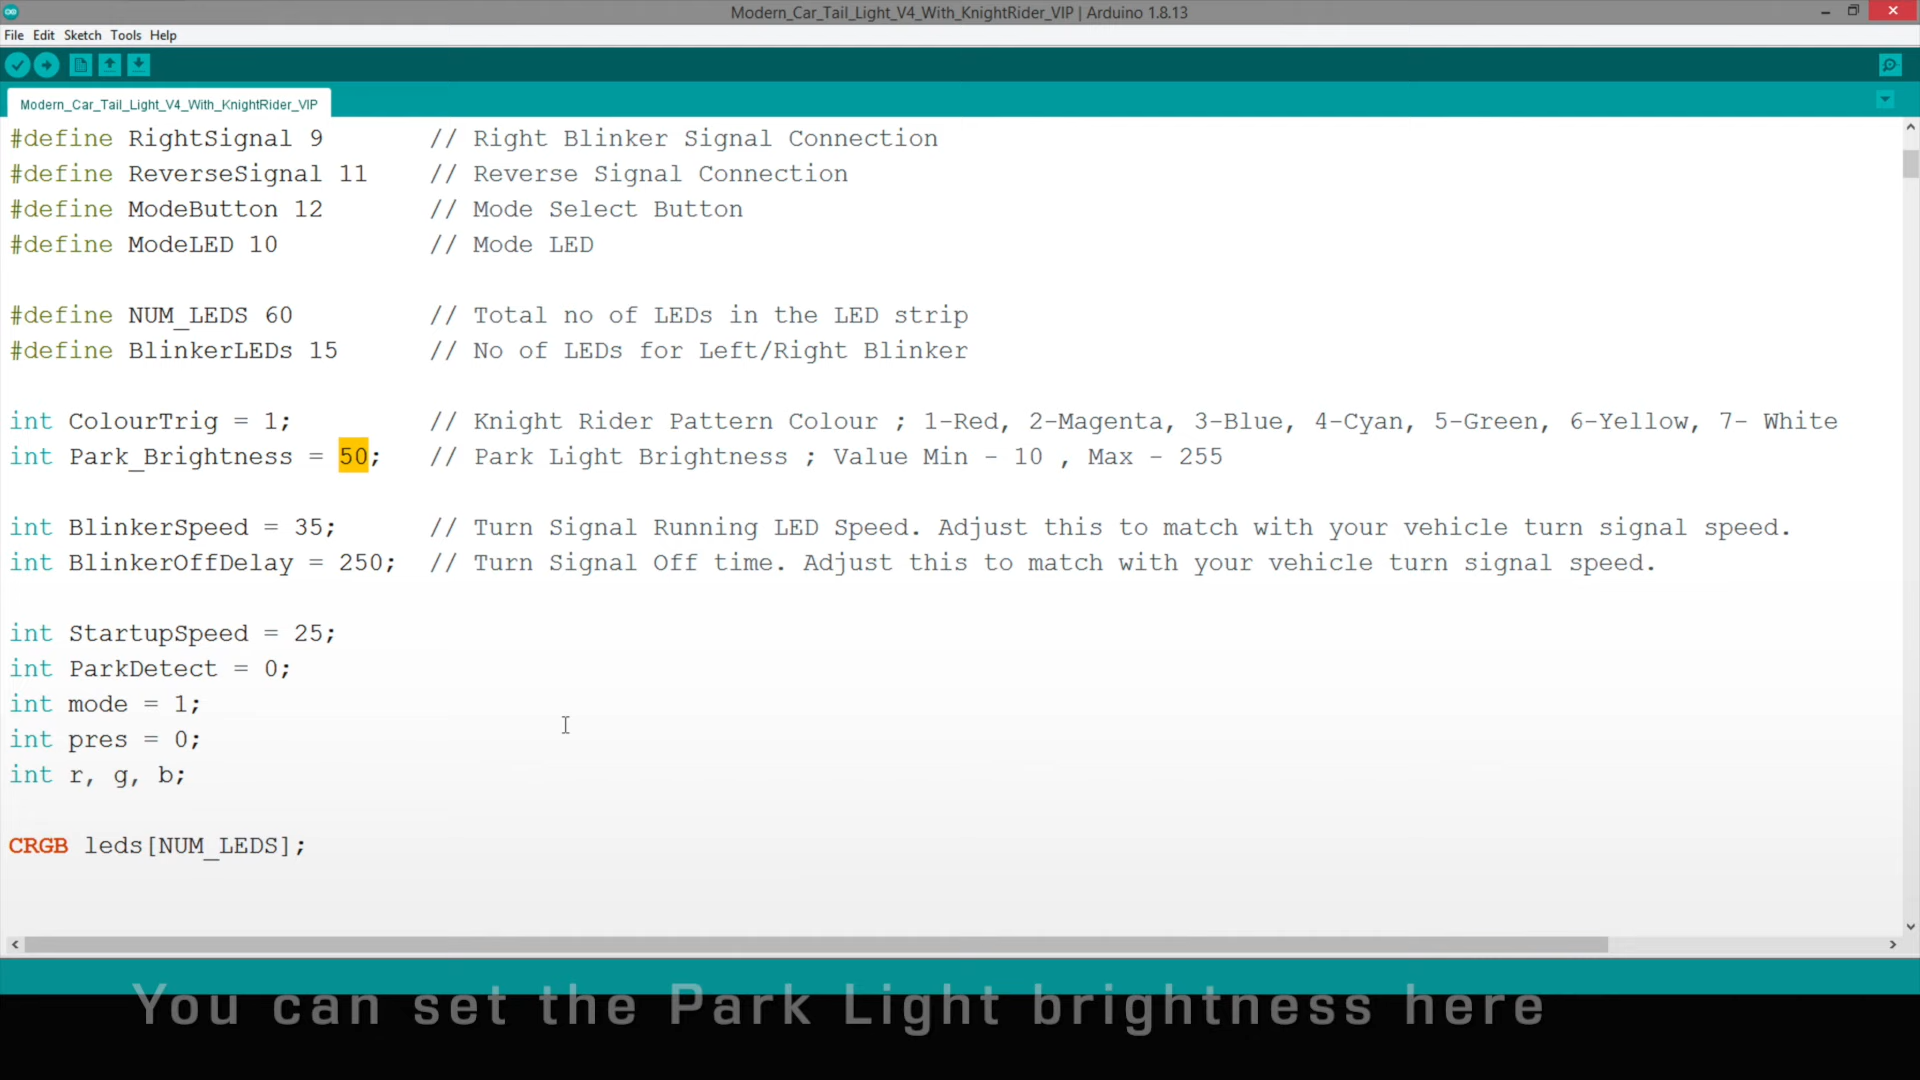 Modern_Car_Tail_Light_V4_With_KnightRider_VIP | Arduino 1.8.13
File Edit Sketch Tools Help
Modern_Car_Tail_Light_V4_With_KnightRider_VIP
#define RightSignal 9 // Right Blinker Signal Connection
#define ReverseSignal 11 // Reverse Signal Connection
#define ModeButton 12 // Mode Select Button
#define ModeLED 10 // Mode LED
#define NUM_LEDS 60 // Total no of LEDs in the LED strip
#define BlinkerLEDs 15 // No of LEDs for Left/Right Blinker
int ColourTrig = 1; // Knight Rider Pattern Colour ; 1-Red, 2-Magenta, 3-Blue, 4-Cyan, 5-Green, 6-Yellow, 7- White
int Park_Brightness = 50; // Park Light Brightness ; Value Min - 10 , Max - 255
int BlinkerSpeed = 35; // Turn Signal Running LED Speed. Adjust this to match with your vehicle turn signal speed.
int BlinkerOffDelay = 250; // Turn Signal Off time. Adjust this to match with your vehicle turn signal speed.
int StartupSpeed = 25;
int ParkDetect = 0;
int mode = 1;
int pres = 0;
int r, g, b;
CRGB leds[NUM_LEDS];
You can set the Park Light brightness here